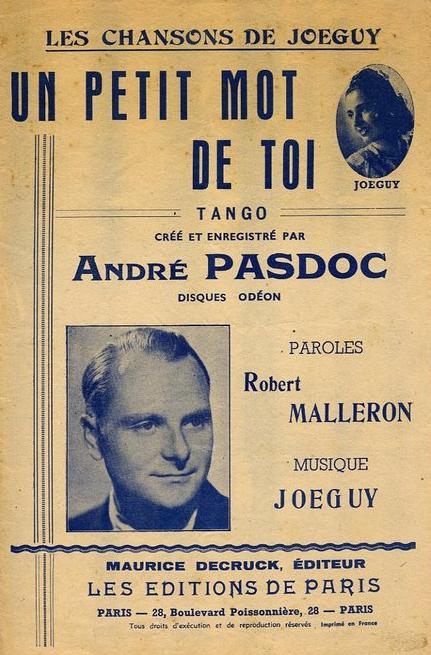 LES CHANSONS DE JOEGUY
UN PETIT MOT
DE TOI
JOEGUY
TANGO
CRÉÉ ET ENREGISTRÉ PAR
ANDRÉ PASDOC
DISQUES ODÉON
PAROLES
Robert
MALLERON
MUSIQUE
JOEGUY
MAURICE DECRUCK, ÉDITEUR
LES EDITIONS DE PARIS
PARIS — 28, Boulevard Poissonnière, 28 — PARIS
Tous droits d'exécution et de reproduction réservés Imprimé en France